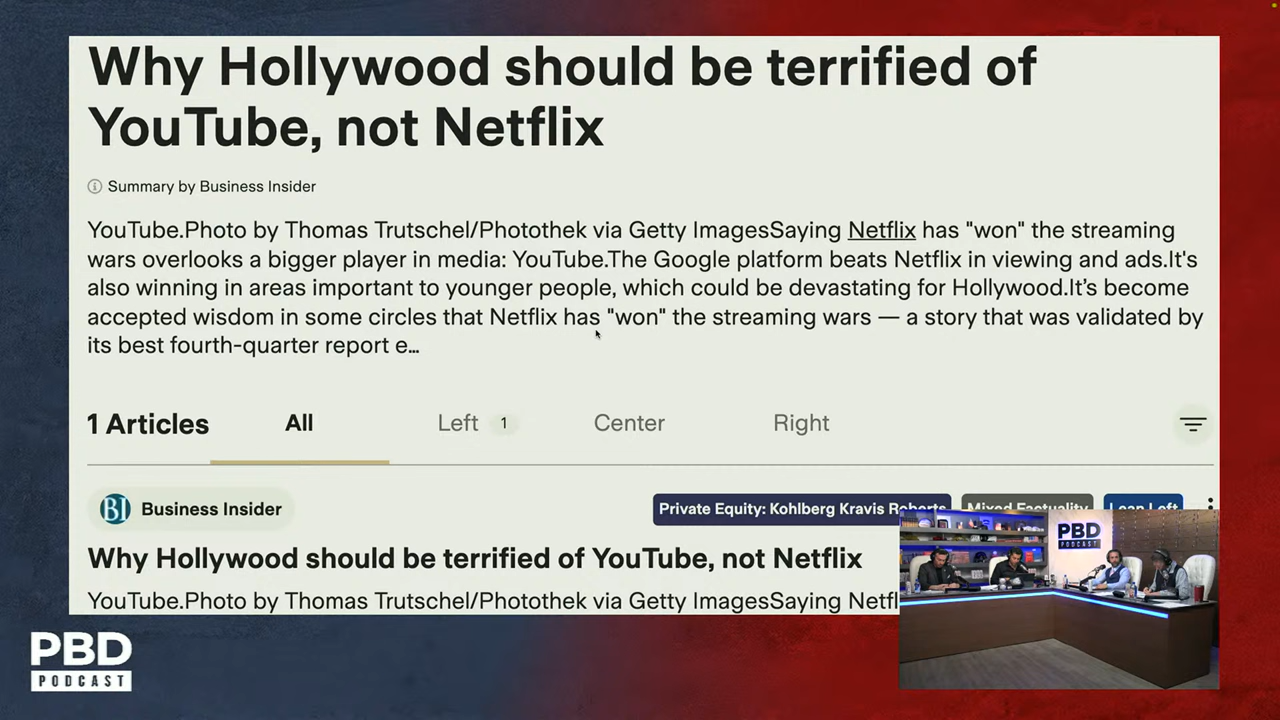 Why Hollywood should be terrified of
YouTube, not Netflix
Summary by Business Insider
YouTube.Photo by Thomas Trutschel/Photothek via Getty ImagesSaying Netflix has "won" the streaming
wars overlooks a bigger player in media: YouTube.The Google platform beats Netflix in viewing and ads.It's
also winning in areas important to younger people, which could be devastating for Hollywood.It’s become
accepted wisdom in some circles that Netflix has "won" the streaming wars — a story that was validated by
its best fourth-quarter report e...
1 Articles All Left 1 Center Right
BI Business Insider Private Equity: Kohlberg Kravis Roberts Mixed Factuality Lean Left
Why Hollywood should be terrified of YouTube, not Netflix
YouTube.Photo by Thomas Trutschel/Photothek via Getty ImagesSaying Netfl
PBD
PODCAST
PBD
PODCAST